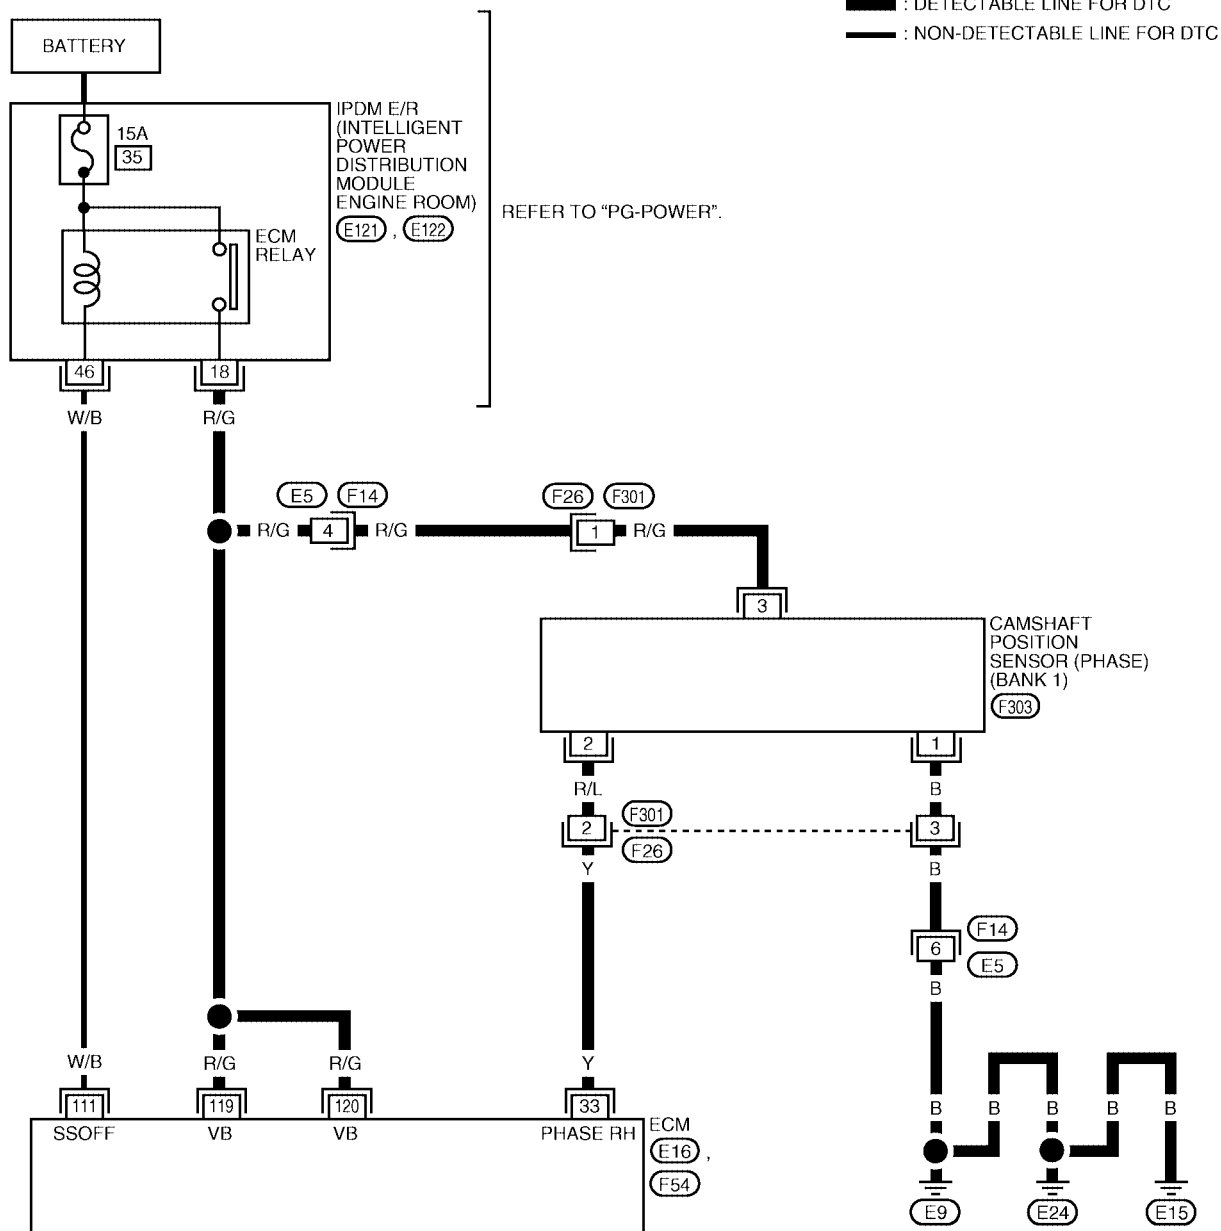 : DETECTABLE LINE FOR DTC
: NON-DETECTABLE LINE FOR DTC
BATTERY
15A
35
IPDM E/R
(INTELLIGENT
POWER
DISTRIBUTION
MODULE
ENGINE ROOM)
E121 , E122
REFER TO “PG-POWER”.
ECM
RELAY
46
18
W/B
R/G
E5
F14
F26
F301
R/G
4
R/G
1
R/G
3
CAMSHAFT
POSITION
SENSOR (PHASE)
(BANK 1)
F303
2
1
R/L
B
2
F301
F26
3
Y
B
6
F14
E5
B
W/B
R/G
R/G
Y
111
119
120
33
SSOFF
VB
VB
PHASE RH
ECM
E16 ,
F54
B
B
B
B
B
E9
E24
E15